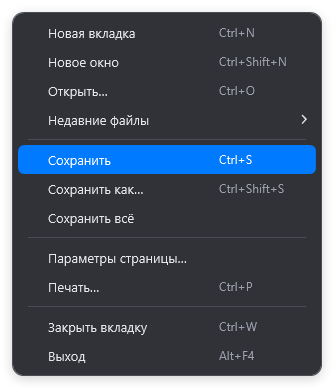 Новая вкладка Ctrl+N
Новое окно Ctrl+Shift+N
Открыть... Ctrl+O
Недавние файлы
Сохранить Ctrl+S
Сохранить как... Ctrl+Shift+S
Сохранить всё
Параметры страницы...
Печать... Ctrl+P
Закрыть вкладку Ctrl+W
Выход Alt+F4